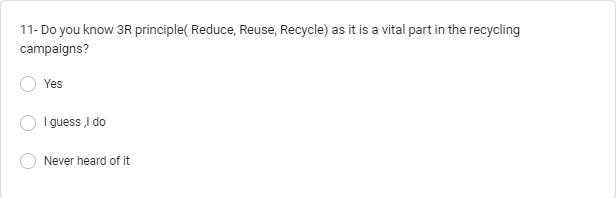 11- Do you know 3R principle( Reduce, Reuse, Recycle) as it is a vital part in the recycling
campaigns?
Yes
I guess ,I do
Never heard of it